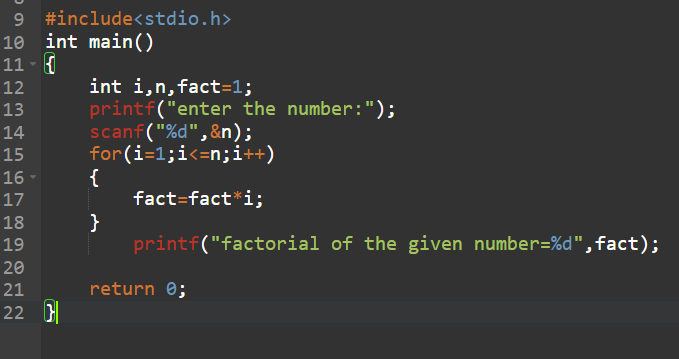 9 #include<stdio.h>
10 int main()
11 {
12     int i,n,fact=1;
13     printf("enter the number:");
14     scanf("%d",&n);
15     for(i=1;i<=n;i++)
16     {
17         fact=fact*i;
18     }
19         printf("factorial of the given number=%d",fact);
20
21     return 0;
22 }